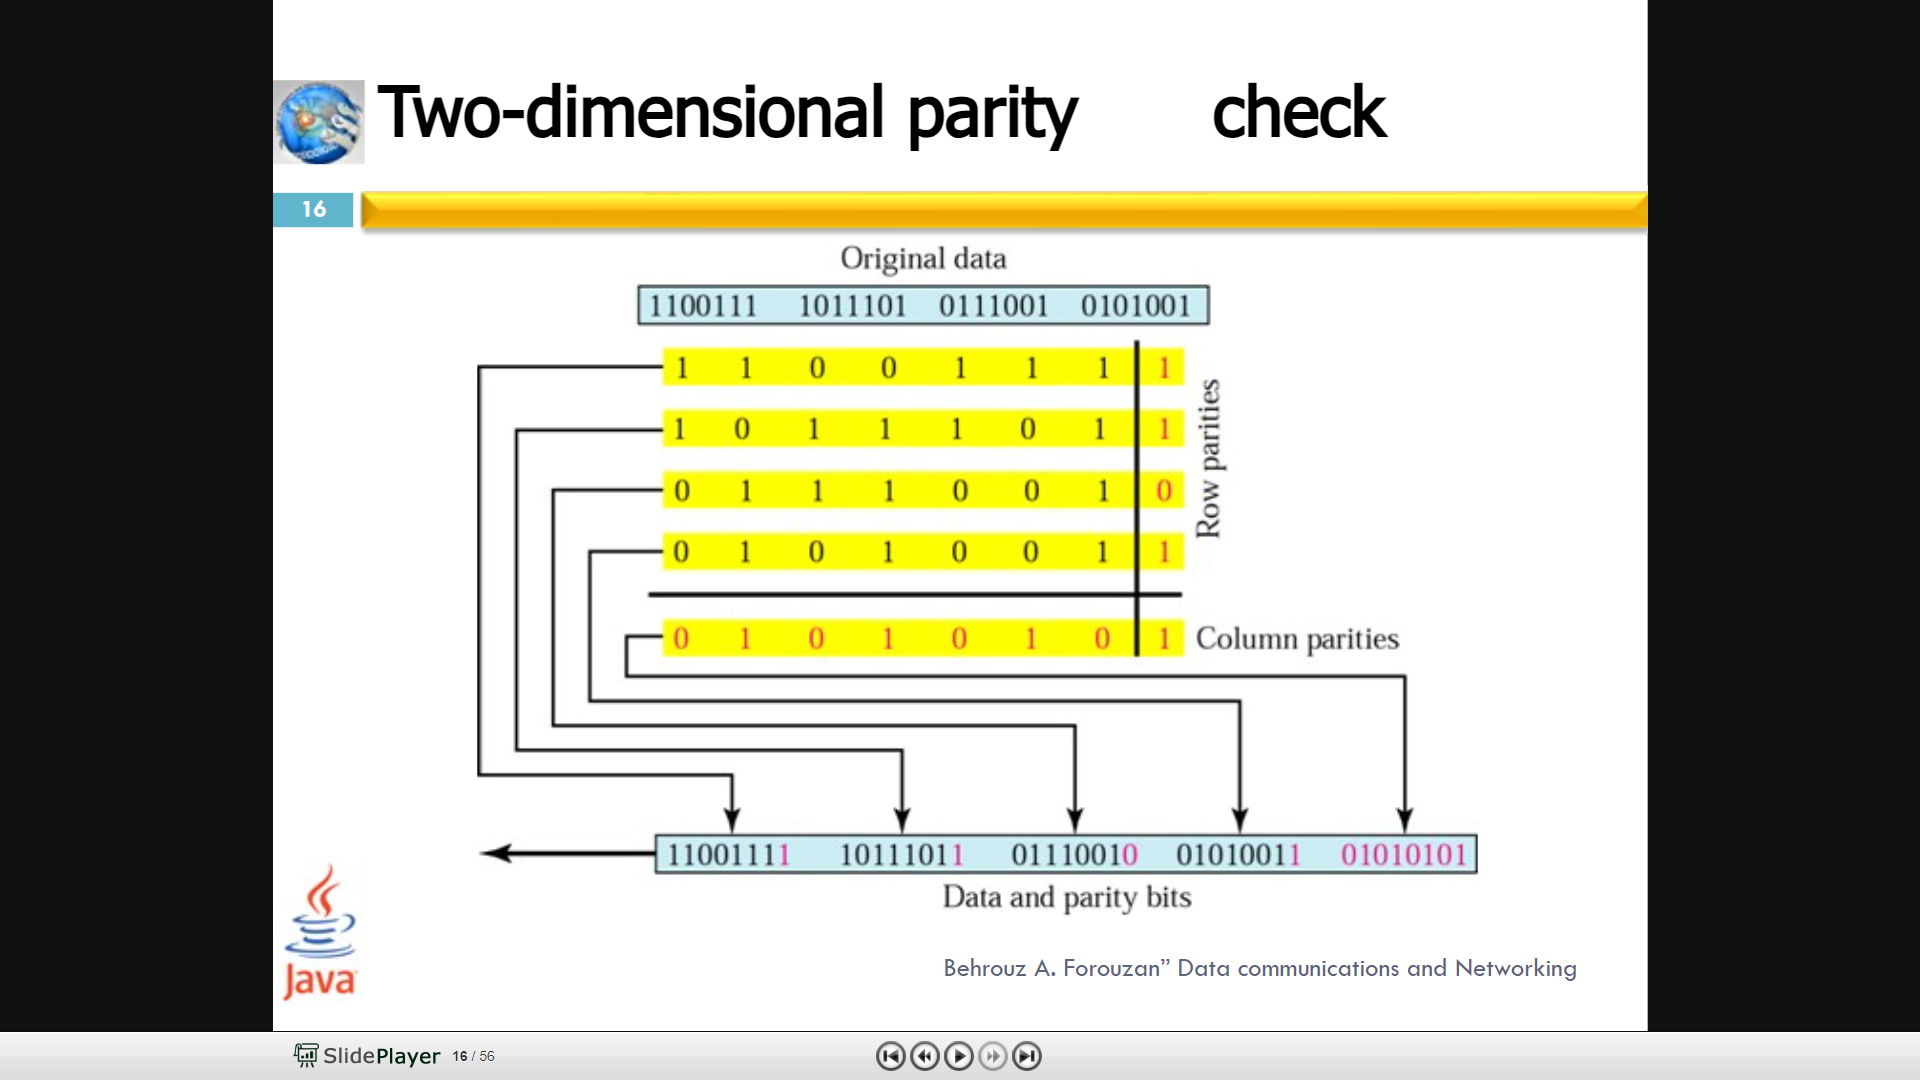 Two-dimensional parity check
16
Original data
1100111 1011101 0111001 0101001
1 1 0 0 1 1 1 1
1 0 1 1 1 0 1 1
0 1 1 1 0 0 1 0
0 1 0 1 0 0 1 1
Row parities
0 1 0 1 0 1 0 1 Column parities
11001111 10111011 01110010 01010011 01010101
Data and parity bits
Java
Behrouz A. Forouzan” Data communications and Networking
SlidePlayer 16 / 56